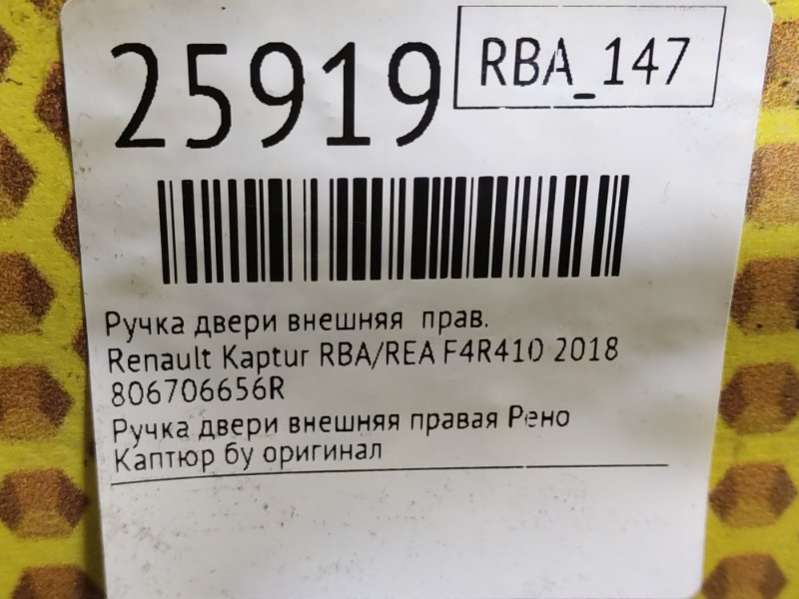 25919
RBA_147
Ручка двери внешняя прав.
Renault Kaptur RBA/REA F4R410 2018
806706656R
Ручка двери внешняя правая Рено
Каптюр бу оригинал